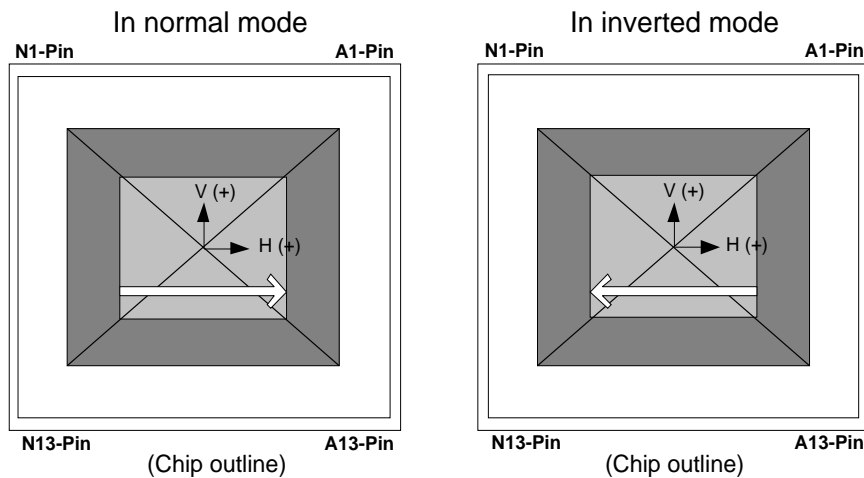 In normal mode
In inverted mode
N1-Pin
A1-Pin
N1-Pin
A1-Pin
V (+)
V (+)
H (+)
H (+)
N13-Pin
A13-Pin
N13-Pin
A13-Pin
(Chip outline)
(Chip outline)